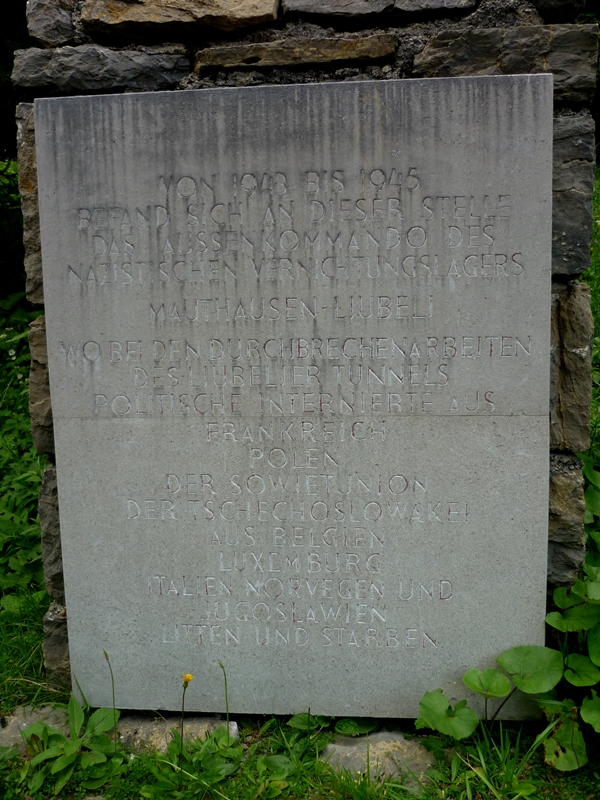 VON 1943 BIS 1945
BEFAND SICH AN DIESER STELLE
DAS AUSSENKOMMANDO DES
NAZISTISCHEN VERNICHTUNGSLAGERS
MAUTHAUSEN-LJUBELJ
WO BEI DEN DURCHBRECHENARBEITEN
DES LJUBELJER TUNNELS
POLITISCHE INTERNIERTE AUS
FRANKREICH
POLEN
DER SOWIETUNION
DER TSCHECHOSLOWAKEI
AUS BELGIEN
LUXEMBURG
ITALIEN NORVEGEN UND
JUGOSLAWIEN
LITTEN UND STARBEN